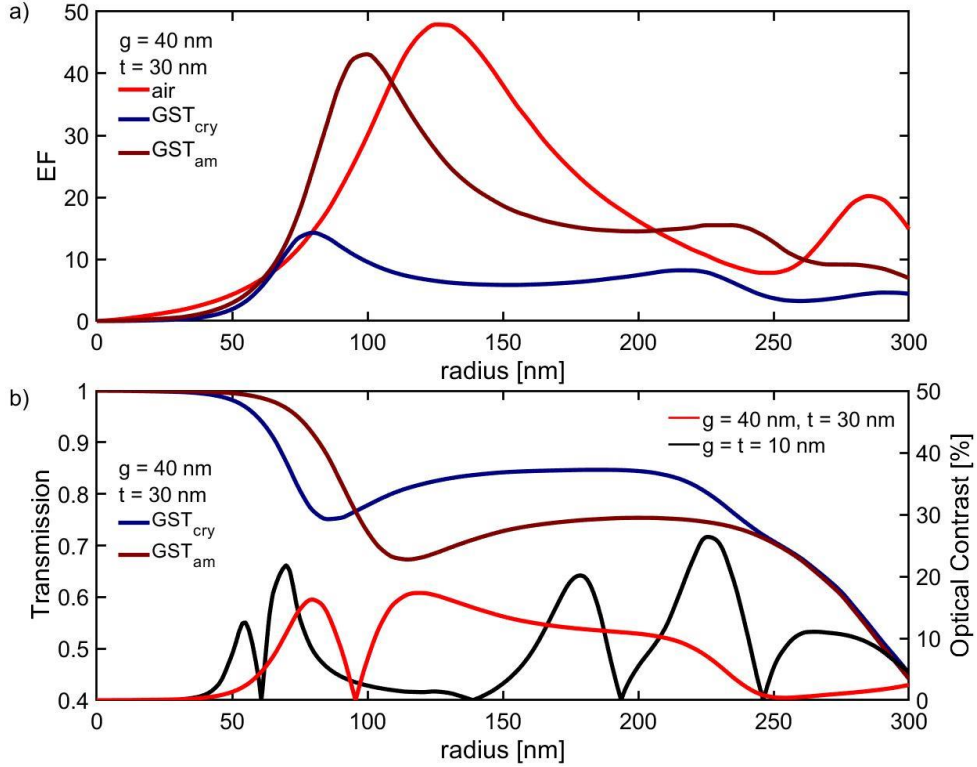 a)
50
40
30
20
10
0
EF
g = 40 nm
t = 30 nm
air
GST_cry
GST_am
0 50 100 150 200 250 300
radius [nm]
b)
1
0.9
0.8
0.7
0.6
0.5
0.4
Transmission
g = 40 nm
t = 30 nm
GST_cry
GST_am
g = 40 nm, t = 30 nm
g = t = 10 nm
50
40
30
20
10
0
Optical Contrast [%]
0 50 100 150 200 250 300
radius [nm]